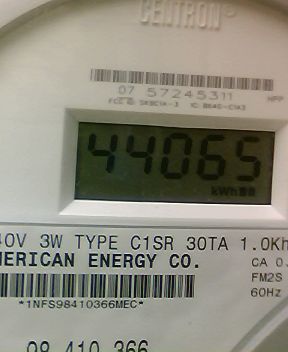 CENTRON®
07 57245311
44065
kWh
40V 3W TYPE C1SR 30TA 1.0Kh
MERICAN ENERGY CO.
CA 0.
FM2S
60Hz
*1NFS98410366MEC*
98 410 366